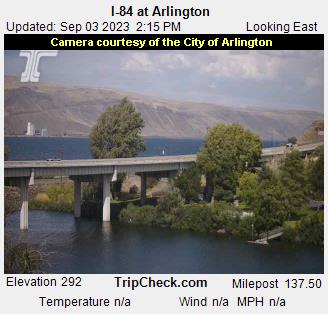 I-84 at Arlington
Updated: Sep 03 2023 2:15 PM Looking East
Camera courtesy of the City of Arlington
Elevation 292 TripCheck.com Milepost 137.50
Temperature n/a Wind n/a MPH n/a